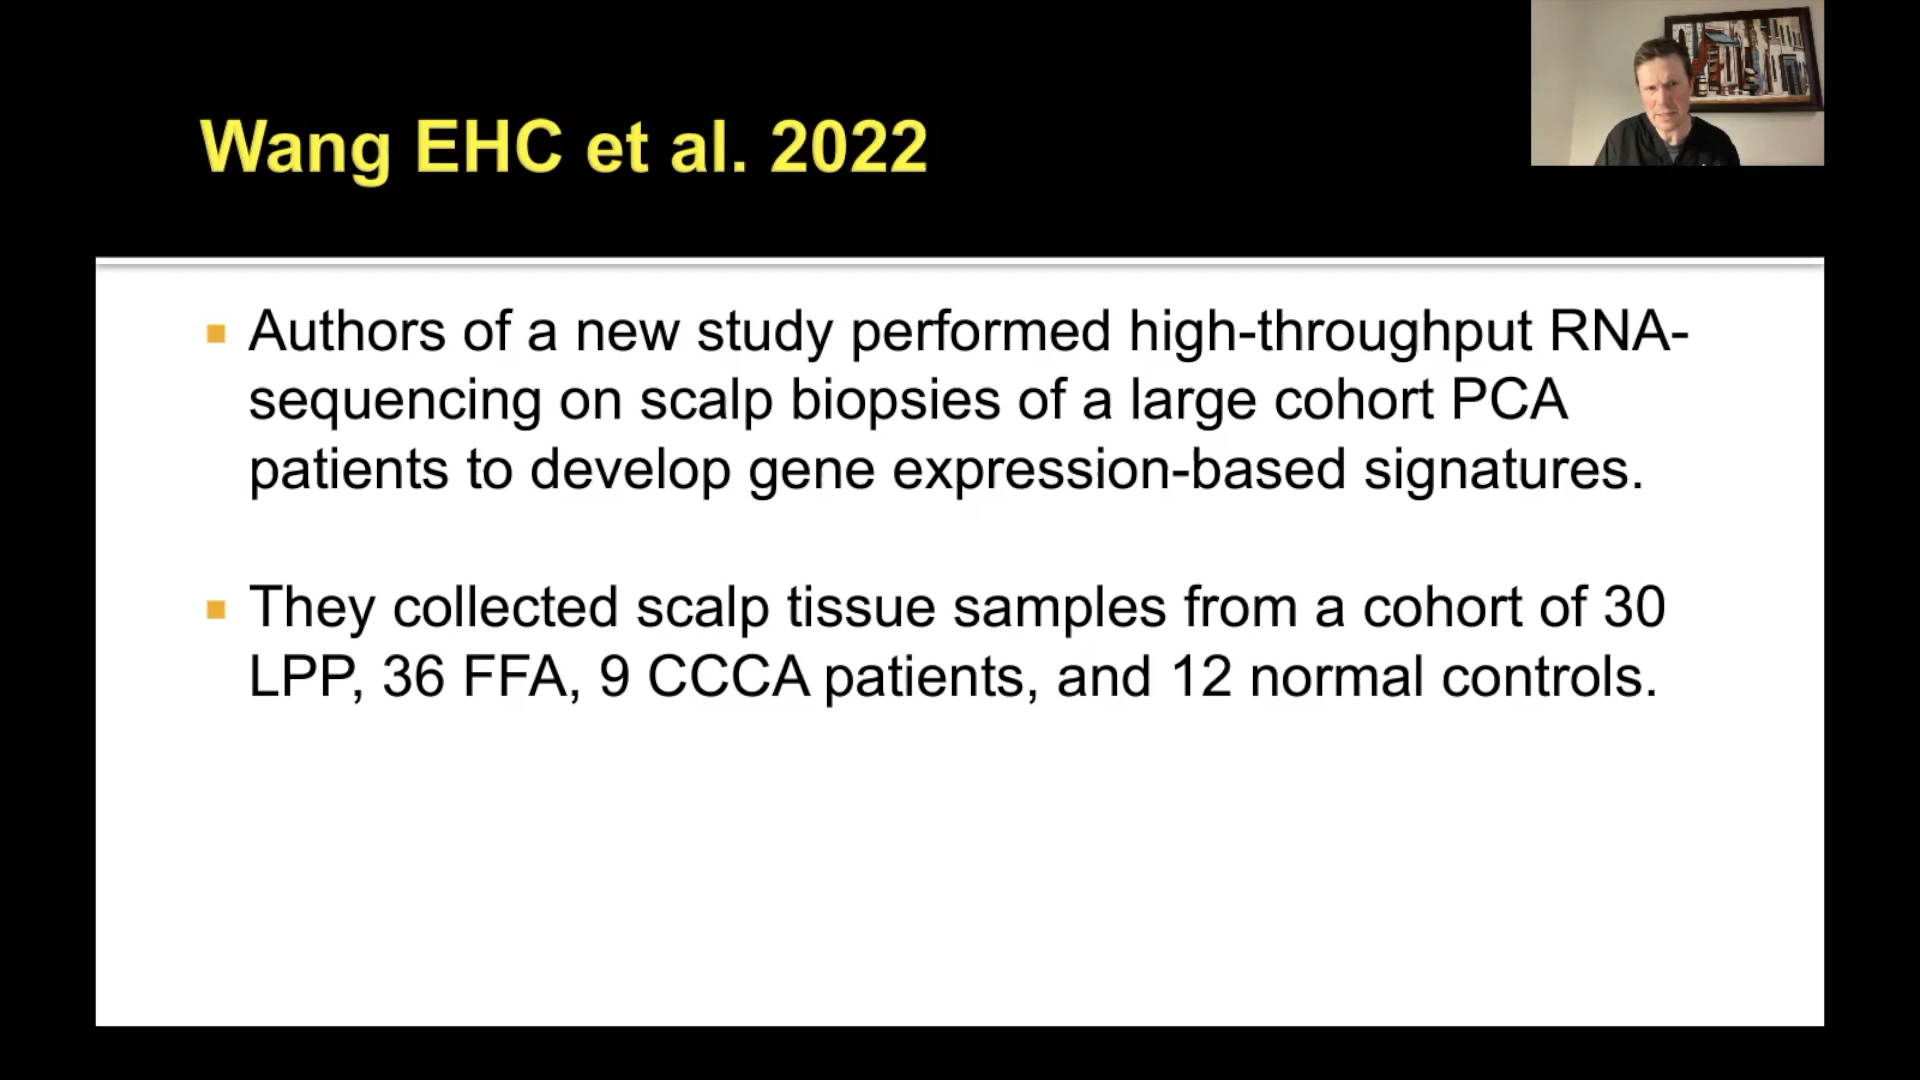 Wang EHC et al. 2022
Authors of a new study performed high-throughput RNA-
sequencing on scalp biopsies of a large cohort PCA
patients to develop gene expression-based signatures.
They collected scalp tissue samples from a cohort of 30
LPP, 36 FFA, 9 CCCA patients, and 12 normal controls.